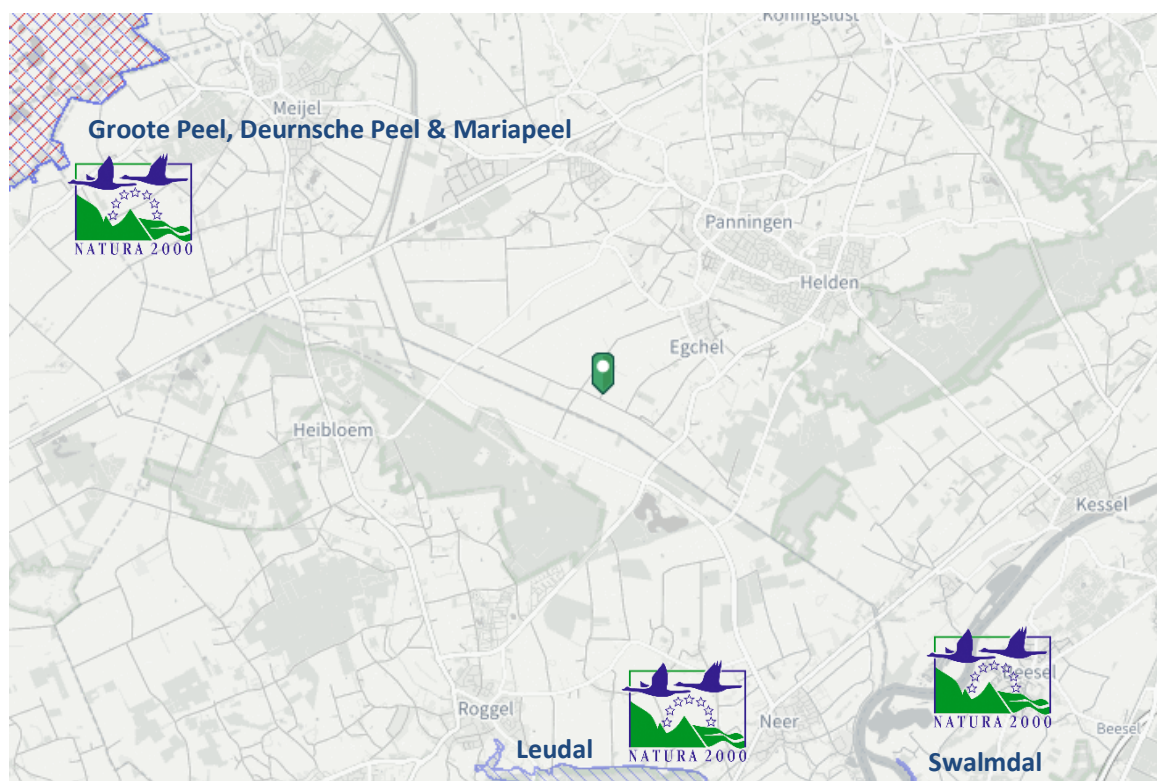 Koningslust
Meijel
Groote Peel, Deurnsche Peel & Mariapeel
NATURA 2000
Panningen
Helden
Egchel
Heibloem
Kessel
Beesel
NATURA 2000
NATURA 2000
Roggel
Neer
Beesel
Leudal
Swalmdal